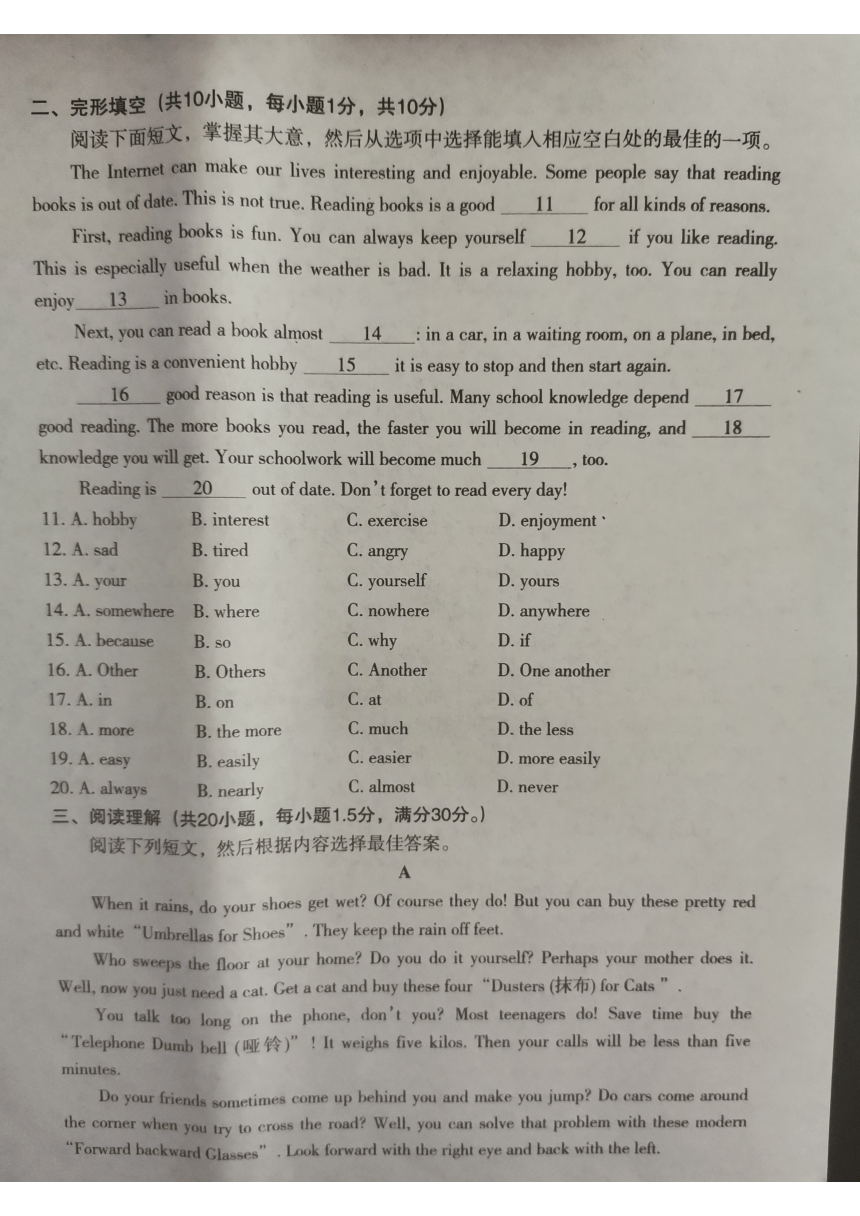 二、完形填空（共10小题，每小题1分，共10分）
阅读下面短文，掌握其大意，然后从选项中选择能填入相应空白处的最佳的一项。
The Internet can make our lives interesting and enjoyable. Some people say that reading
books is out of date. This is not true. Reading books is a good ___11___ for all kinds of reasons.
First, reading books is fun. You can always keep yourself ___12___ if you like reading.
This is especially useful when the weather is bad. It is a relaxing hobby, too. You can really
enjoy ___13___ in books.
Next, you can read a book almost ___14___: in a car, in a waiting room, on a plane, in bed,
etc. Reading is a convenient hobby ___15___ it is easy to stop and then start again.
___16___ good reason is that reading is useful. Many school knowledge depend ___17___
good reading. The more books you read, the faster you will become in reading, and ___18___
knowledge you will get. Your schoolwork will become much ___19___, too.
Reading is ___20___ out of date. Don't forget to read every day!
11. A. hobby B. interest C. exercise D. enjoyment
12. A. sad B. tired C. angry D. happy
13. A. your B. you C. yourself D. yours
14. A. somewhere B. where C. nowhere D. anywhere
15. A. because B. so C. why D. if
16. A. Other B. Others C. Another D. One another
17. A. in B. on C. at D. of
18. A. more B. the more C. much D. the less
19. A. easy B. easily C. easier D. more easily
20. A. always B. nearly C. almost D. never
三、阅读理解（共20小题，每小题1.5分，满分30分。）
阅读下列短文，然后根据内容选择最佳答案。
A
When it rains, do your shoes get wet? Of course they do! But you can buy these pretty red
and white “Umbrellas for Shoes”. They keep the rain off feet.
Who sweeps the floor at your home? Do you do it yourself? Perhaps your mother does it.
Well, now you just need a cat. Get a cat and buy these four “Dusters (抹布) for Cats ”.
You talk too long on the phone, don't you? Most teenagers do! Save time buy the
“Telephone Dumb bell (哑铃)”! It weighs five kilos. Then your calls will be less than five
minutes.
Do your friends sometimes come up behind you and make you jump? Do cars come around
the corner when you try to cross the road? Well, you can solve that problem with these modern
“Forward backward Glasses”. Look forward with the right eye and back with the left.